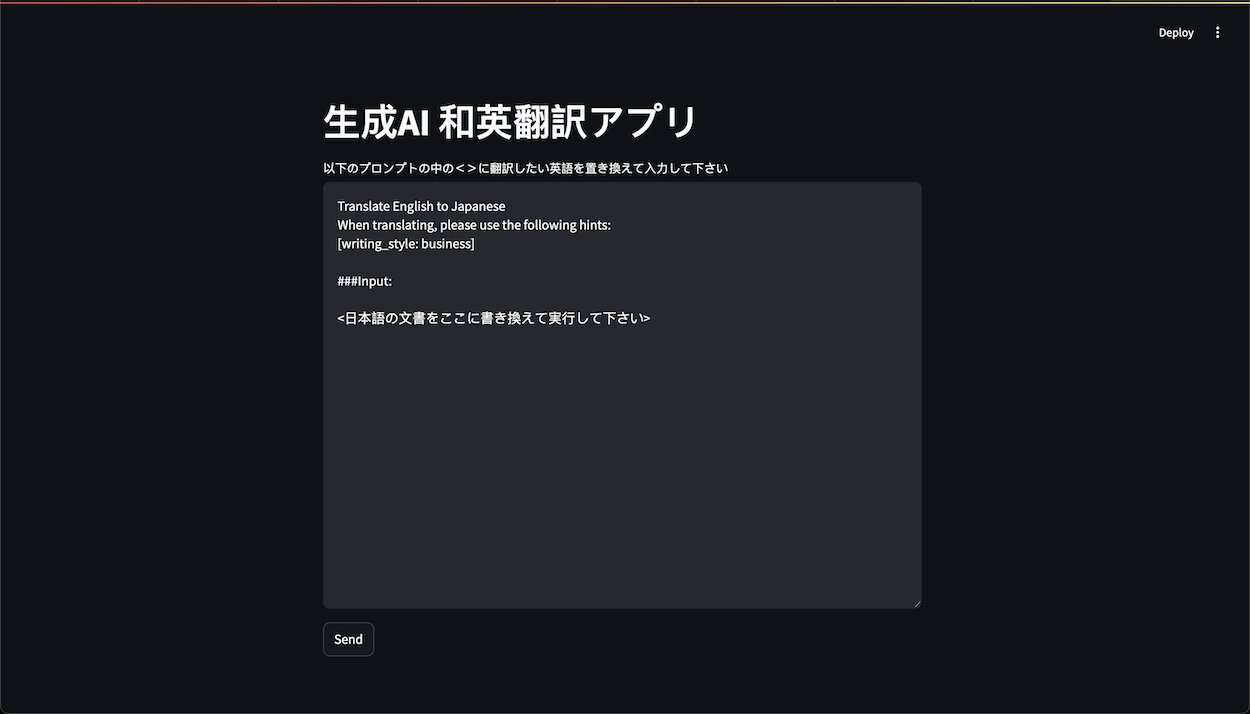 Deploy
生成AI 和英翻訳アプリ
以下のプロンプトの中の＜＞に翻訳したい英語を置き換えて入力して下さい
Translate English to Japanese
When translating, please use the following hints:
[writing_style: business]
###Input:
<日本語の文書をここに書き換えて実行して下さい>
Send